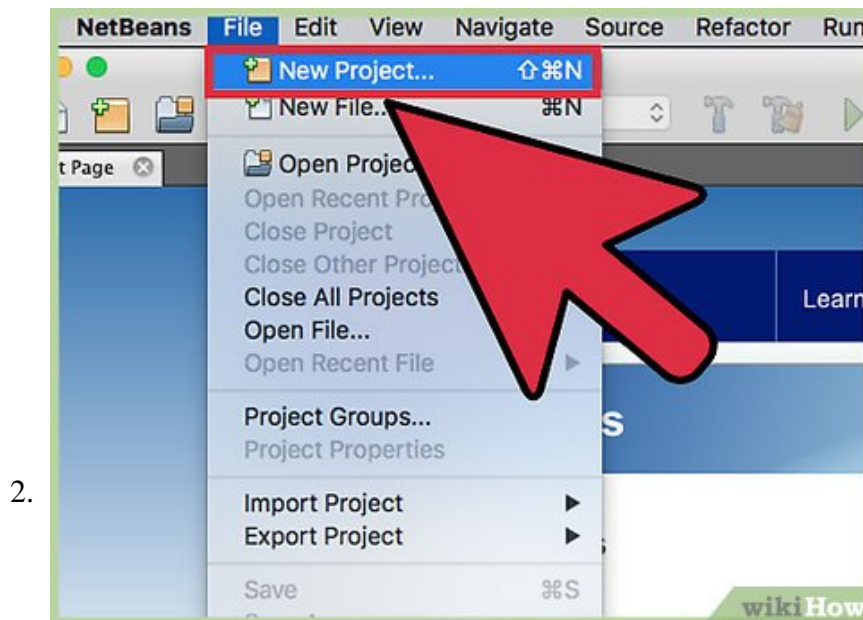 NetBeans File Edit View Navigate Source Refactor Run
New Project... ⇧⌘N
New File... ⌘N
t Page
Open Projec
Open Recent Pro
Close Project
Close Other Project
Close All Projects
Learn
Open File...
Open Recent File
Project Groups...
s
Project Properties
2.
Import Project
Export Project
s
Save ⌘S
wikiHow